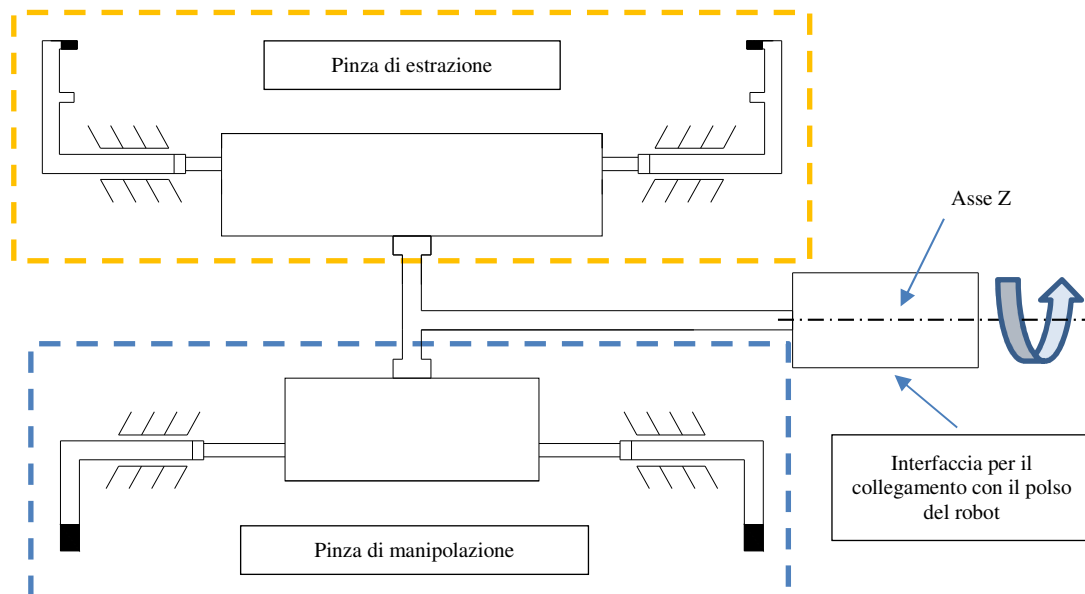 Pinza di estrazione
Asse Z
Interfaccia per il
collegamento con il polso
del robot
Pinza di manipolazione